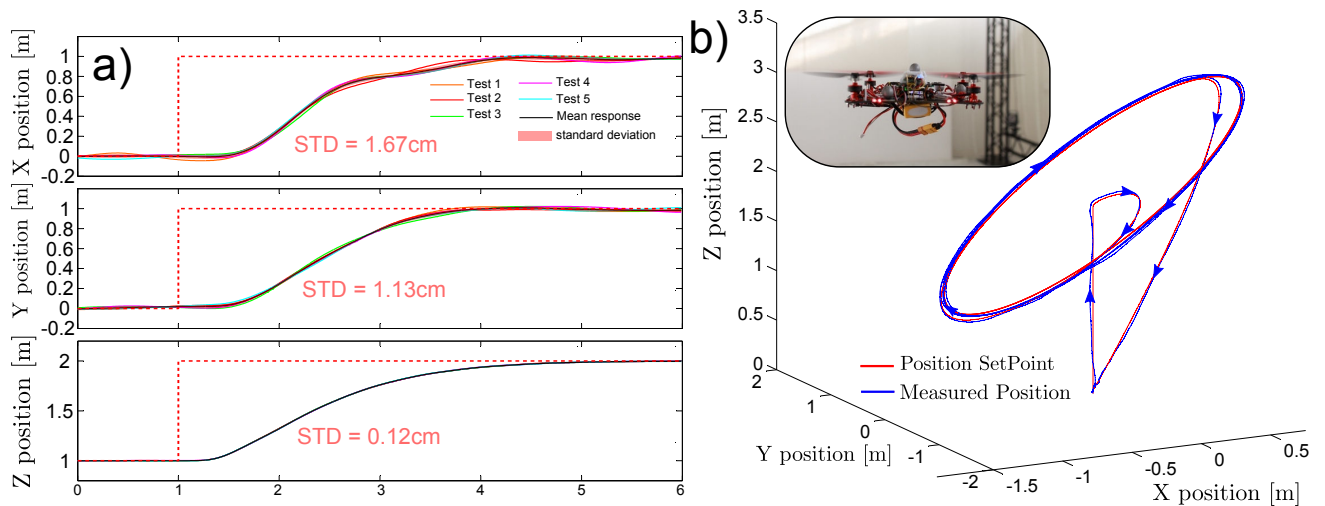 a)
X position [m]
1
0.8
0.6
0.4
0.2
0
-0.2
Test 1
Test 2
Test 3
Test 4
Test 5
Mean response
standard deviation
STD = 1.67cm
Y position [m]
1
0.8
0.6
0.4
0.2
0
-0.2
STD = 1.13cm
Z position [m]
2
1.5
1
STD = 0.12cm
0
1
2
3
4
5
6
b)
Z position [m]
3.5
3
2.5
2
1.5
1
0.5
0
Position SetPoint
Measured Position
2
1
0
-1
-2
Y position [m]
-1.5
-1
-0.5
0
0.5
X position [m]